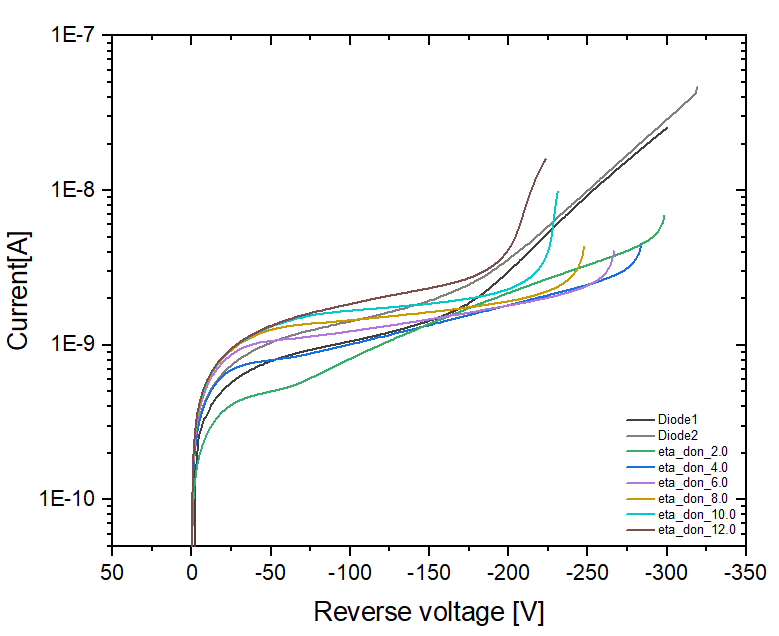 1E-7
1E-8
1E-9
1E-10
Current[A]
Diode1
Diode2
eta_don_2.0
eta_don_4.0
eta_don_6.0
eta_don_8.0
eta_don_10.0
eta_don_12.0
50 0 -50 -100 -150 -200 -250 -300 -350
Reverse voltage [V]